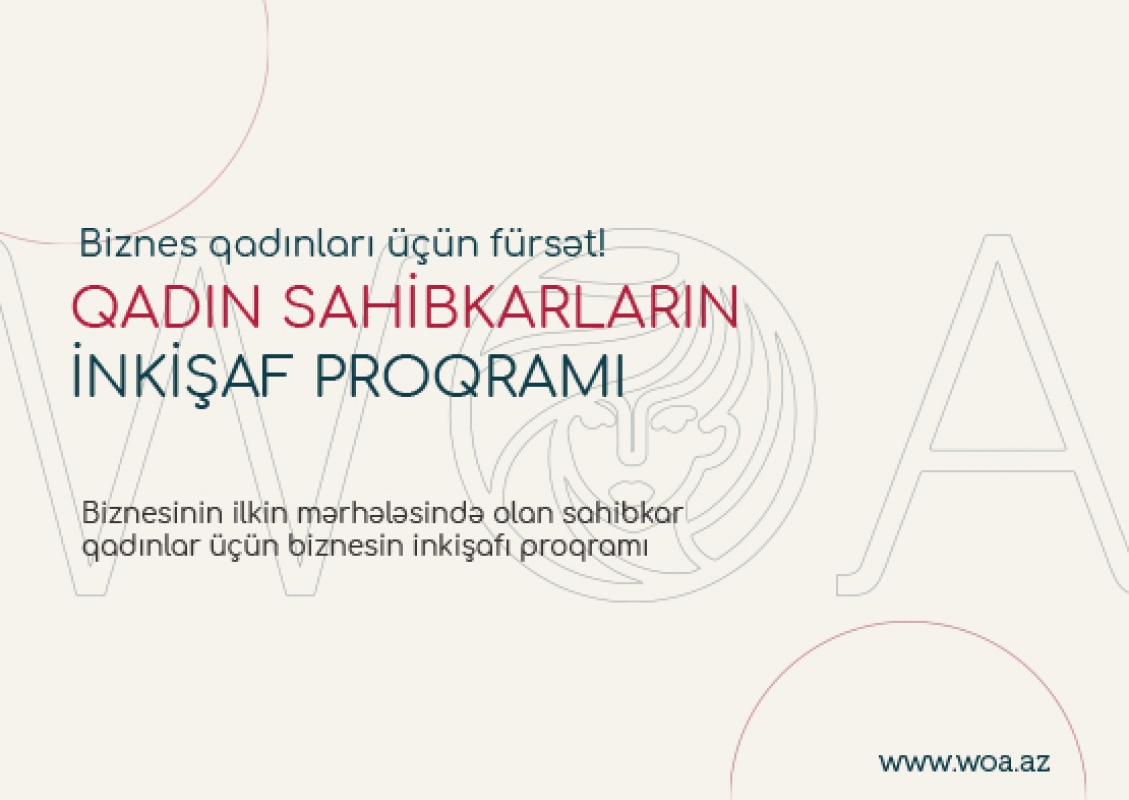 Biznes qadınları üçün fürsət!
QADIN SAHİBKARLARIN
İNKİŞAF PROQRAMI
Biznesinin ilkin mərhələsində olan sahibkar
qadınlar üçün biznesin inkişafı proqramı
WOA
www.woa.az